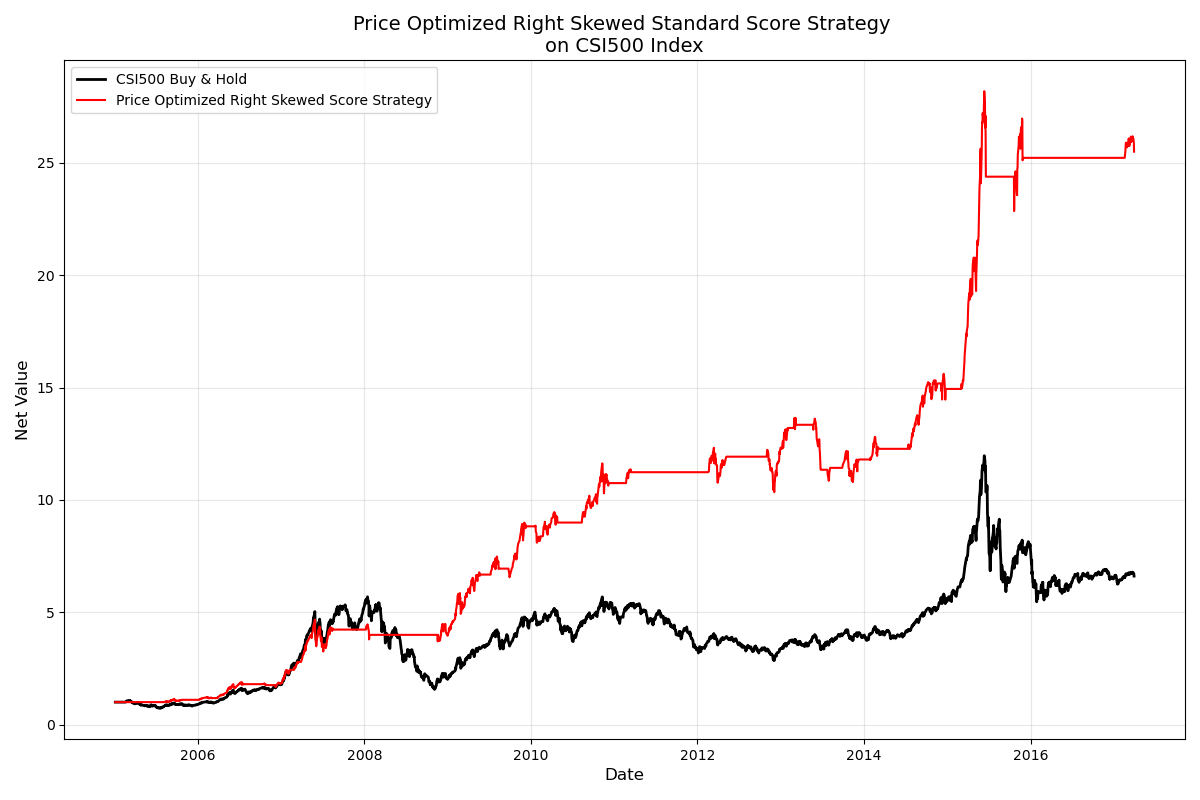 Price Optimized Right Skewed Standard Score Strategy
on CSI500 Index
CSI500 Buy & Hold
Price Optimized Right Skewed Score Strategy
Net Value
25
20
15
10
5
0
2006
2008
2010
2012
2014
2016
Date